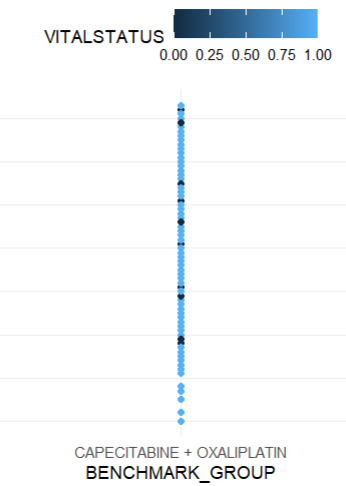 VITALSTATUS
0.00 0.25 0.50 0.75 1.00
CAPECITABINE + OXALIPLATIN
BENCHMARK_GROUP